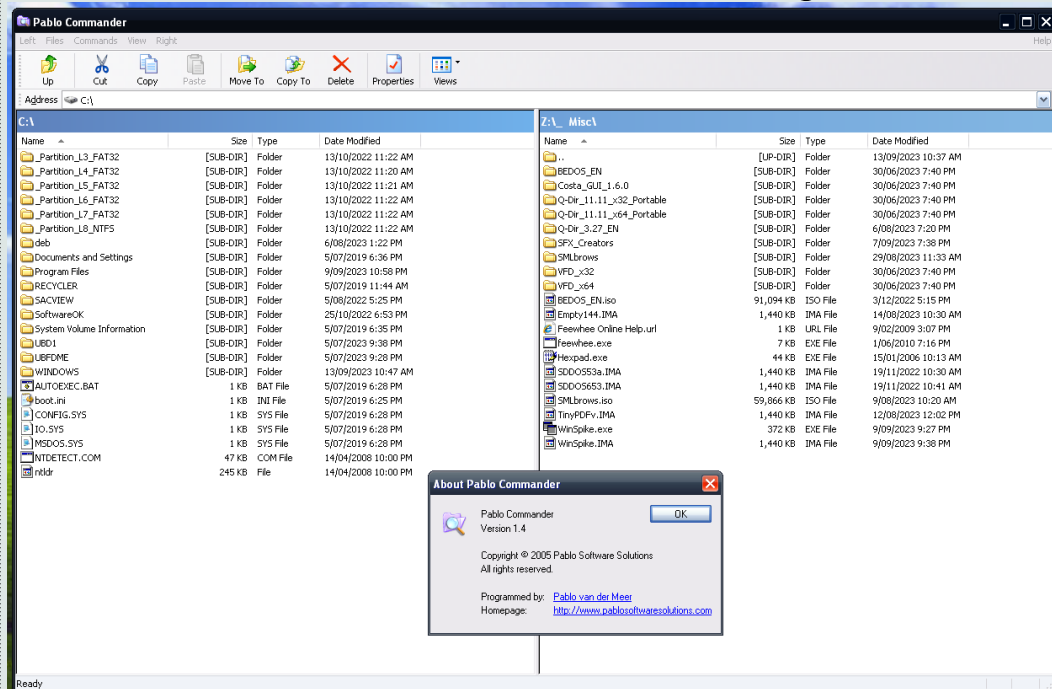 Pablo Commander
Left Files Commands View Right Help
Up Cut Copy Paste Move To Copy To Delete Properties Views
Address C:\
C:\
Name Size Type Date Modified
_Partition_L3_FAT32 [SUB-DIR] Folder 13/10/2022 11:22 AM
_Partition_L4_FAT32 [SUB-DIR] Folder 13/10/2022 11:20 AM
_Partition_L5_FAT32 [SUB-DIR] Folder 13/10/2022 11:21 AM
_Partition_L6_FAT32 [SUB-DIR] Folder 13/10/2022 11:22 AM
_Partition_L7_FAT32 [SUB-DIR] Folder 13/10/2022 11:22 AM
_Partition_L8_NTFS [SUB-DIR] Folder 13/10/2022 11:22 AM
deb [SUB-DIR] Folder 6/08/2023 1:22 PM
Documents and Settings [SUB-DIR] Folder 5/07/2019 6:36 PM
Program Files [SUB-DIR] Folder 9/09/2023 10:58 PM
RECYCLER [SUB-DIR] Folder 5/07/2019 11:44 AM
SACVIEW [SUB-DIR] Folder 5/08/2022 5:25 PM
SoftwareOK [SUB-DIR] Folder 25/10/2022 6:53 PM
System Volume Information [SUB-DIR] Folder 5/07/2019 6:35 PM
UBD1 [SUB-DIR] Folder 5/07/2023 9:38 PM
UBFDME [SUB-DIR] Folder 5/07/2023 9:28 PM
WINDOWS [SUB-DIR] Folder 13/09/2023 10:47 AM
AUTOEXEC.BAT 1 KB BAT File 5/07/2019 6:28 PM
boot.ini 1 KB INI File 5/07/2019 6:25 PM
CONFIG.SYS 1 KB SYS File 5/07/2019 6:28 PM
IO.SYS 1 KB SYS File 5/07/2019 6:28 PM
MSDOS.SYS 1 KB SYS File 5/07/2019 6:28 PM
NTDETECT.COM 47 KB COM File 14/04/2008 10:00 PM
ntldr 245 KB File 14/04/2008 10:00 PM
Z:\_ Misc\
Name Size Type Date Modified
.. [UP-DIR] Folder 13/09/2023 10:37 AM
BEDOS_EN [SUB-DIR] Folder 30/06/2023 7:40 PM
Costa_GUI_1.6.0 [SUB-DIR] Folder 30/06/2023 7:40 PM
Q-Dir_11.11_x32_Portable [SUB-DIR] Folder 30/06/2023 7:40 PM
Q-Dir_11.11_x64_Portable [SUB-DIR] Folder 30/06/2023 7:40 PM
Q-Dir_3.27_EN [SUB-DIR] Folder 6/08/2023 7:20 PM
SFX_Creators [SUB-DIR] Folder 7/09/2023 7:38 PM
SMLbrows [SUB-DIR] Folder 29/08/2023 11:33 AM
VFD_x32 [SUB-DIR] Folder 30/06/2023 7:40 PM
VFD_x64 [SUB-DIR] Folder 30/06/2023 7:40 PM
BEDOS_EN.iso 91,094 KB ISO File 3/12/2022 5:15 PM
Empty144.IMA 1,440 KB IMA File 14/08/2023 10:30 AM
Feewhee Online Help.url 1 KB URL File 9/02/2009 3:07 PM
feewhee.exe 7 KB EXE File 1/06/2010 7:16 PM
Hexpad.exe 44 KB EXE File 15/01/2006 10:13 AM
SDDOS53a.IMA 1,440 KB IMA File 19/11/2022 10:30 AM
SDDOS653.IMA 1,440 KB IMA File 19/11/2022 10:41 AM
SMLbrows.iso 59,866 KB ISO File 9/08/2023 10:20 AM
TinyPDFv.IMA 1,440 KB IMA File 12/08/2023 12:02 PM
WinSpike.exe 372 KB EXE File 9/09/2023 9:27 PM
WinSpike.IMA 1,440 KB IMA File 9/09/2023 9:38 PM
About Pablo Commander
Pablo Commander OK
Version 1.4
Copyright © 2005 Pablo Software Solutions
All rights reserved.
Programmed by: Pablo van der Meer
Homepage: http://www.pablosoftwaresolutions.com
Ready